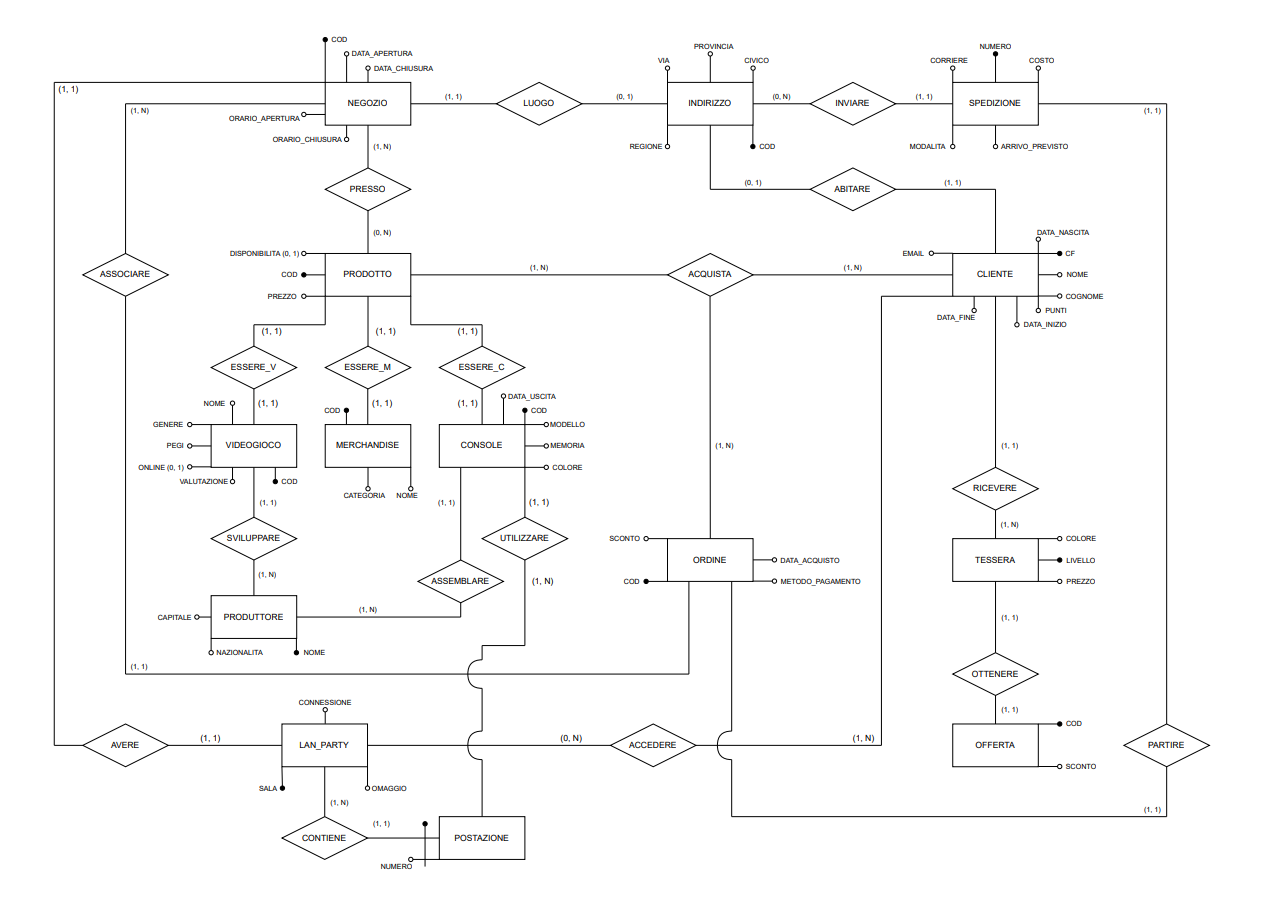 COD
DATA_APERTURA
DATA_CHIUSURA
PROVINCIA
VIA
CIVICO
NUMERO
CORRIERE
COSTO
(1, 1)
(1, N)
NEGOZIO
(1, 1)
LUOGO
(0, 1)
INDIRIZZO
(0, N)
INVIARE
(1, 1)
SPEDIZIONE
(1, 1)
ORARIO_APERTURA
ORARIO_CHIUSURA
(1, N)
REGIONE
COD
MODALITA
ARRIVO_PREVISTO
PRESSO
(0, 1)
ABITARE
(1, 1)
(0, N)
DATA_NASCITA
DISPONIBILITA (0, 1)
EMAIL
CF
ASSOCIARE
COD
PRODOTTO
(1, N)
ACQUISTA
(1, N)
CLIENTE
NOME
PREZZO
COGNOME
DATA_FINE
PUNTI
DATA_INIZIO
(1, 1)
(1, 1)
(1, 1)
ESSERE_V
ESSERE_M
ESSERE_C
NOME
(1, 1)
COD
(1, 1)
(1, 1)
DATA_USCITA
COD
GENERE
MODELLO
PEGI
VIDEOGIOCO
MERCHANDISE
CONSOLE
MEMORIA
(1, N)
(1, 1)
ONLINE (0, 1)
COLORE
VALUTAZIONE
COD
CATEGORIA
NOME
RICEVERE
(1, 1)
(1, 1)
(1, 1)
(1, N)
SVILUPPARE
UTILIZZARE
SCONTO
COLORE
(1, N)
ASSEMBLARE
(1, N)
COD
ORDINE
DATA_ACQUISTO
METODO_PAGAMENTO
TESSERA
LIVELLO
PREZZO
CAPITALE
PRODUTTORE
(1, N)
(1, 1)
NAZIONALITA
NOME
(1, 1)
OTTENERE
CONNESSIONE
(1, 1)
COD
AVERE
(1, 1)
LAN_PARTY
(0, N)
ACCEDERE
(1, N)
OFFERTA
PARTIRE
SCONTO
SALA
OMAGGIO
(1, N)
(1, 1)
(1, 1)
CONTIENE
POSTAZIONE
NUMERO